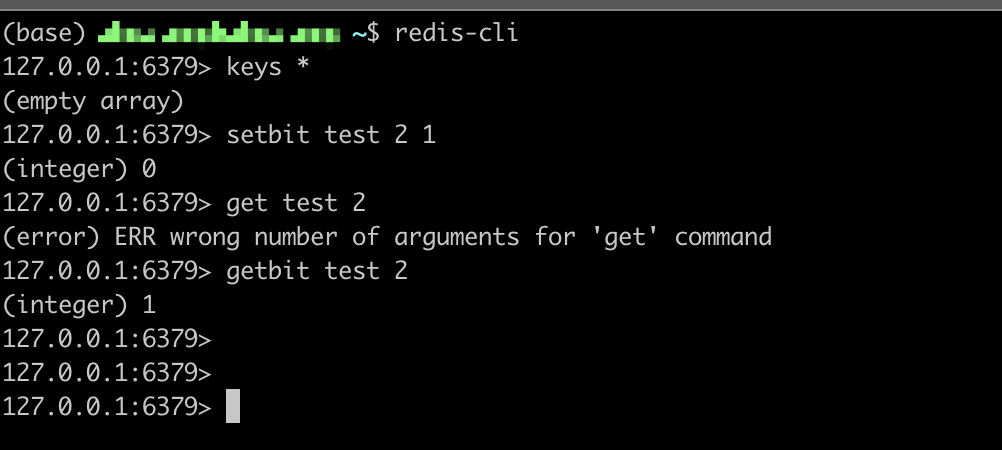 (base) ~$ redis-cli
127.0.0.1:6379> keys *
(empty array)
127.0.0.1:6379> setbit test 2 1
(integer) 0
127.0.0.1:6379> get test 2
(error) ERR wrong number of arguments for 'get' command
127.0.0.1:6379> getbit test 2
(integer) 1
127.0.0.1:6379>
127.0.0.1:6379>
127.0.0.1:6379>